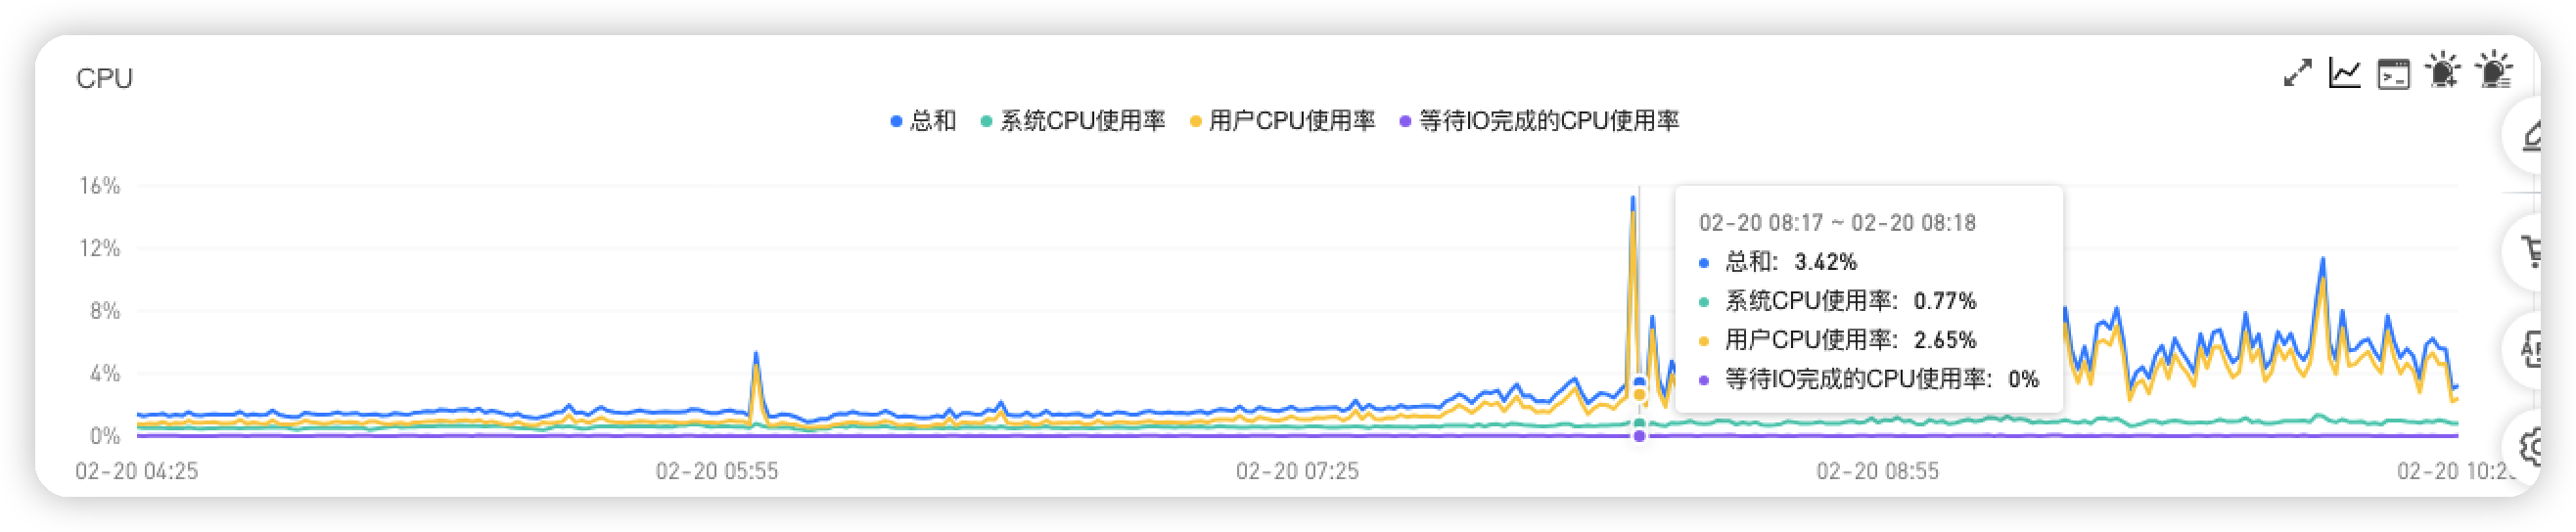 CPU
总和 系统CPU使用率 用户CPU使用率 等待IO完成的CPU使用率
16%
12%
8%
4%
0%
02-20 08:17 ~ 02-20 08:18
总和: 3.42%
系统CPU使用率: 0.77%
用户CPU使用率: 2.65%
等待IO完成的CPU使用率: 0%
02-20 04:25 02-20 05:55 02-20 07:25 02-20 08:55 02-20